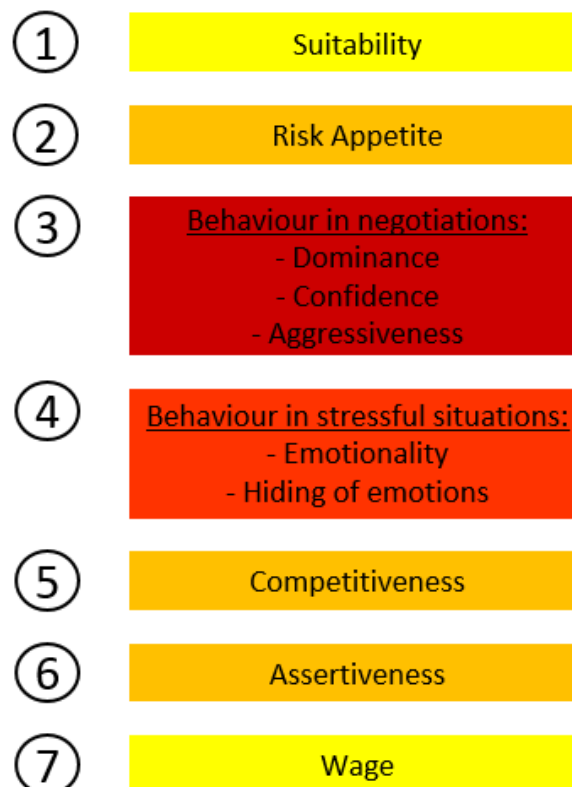 1
Suitability
2
Risk Appetite
3
Behaviour in negotiations:
- Dominance
- Confidence
- Aggressiveness
4
Behaviour in stressful situations:
- Emotionality
- Hiding of emotions
5
Competitiveness
6
Assertiveness
7
Wage